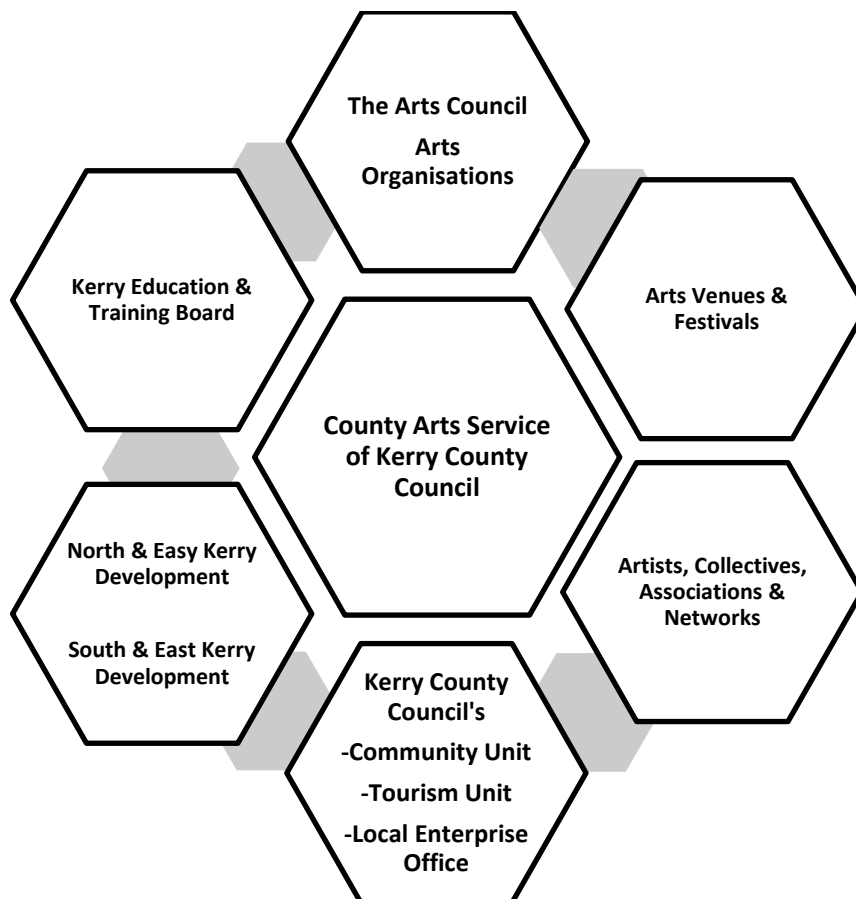 The Arts Council
Arts
Organisations
Kerry Education &
Training Board
Arts Venues &
Festivals
County Arts Service
of Kerry County
Council
North & Easy Kerry
Development
South & East Kerry
Development
Artists, Collectives,
Associations &
Networks
Kerry County
Council's
-Community Unit
-Tourism Unit
-Local Enterprise
Office